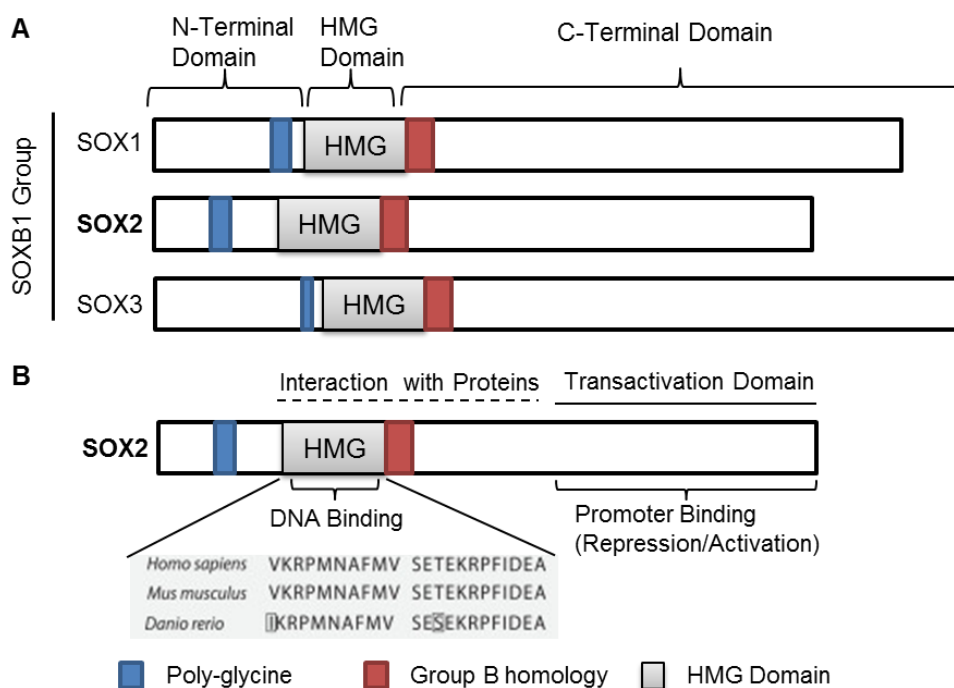 A
N-Terminal
Domain
HMG
Domain
C-Terminal Domain
SOXB1 Group
SOX1
HMG
SOX2
HMG
SOX3
HMG
B
Interaction with Proteins
Transactivation Domain
SOX2
HMG
DNA Binding
Promoter Binding
(Repression/Activation)
Homo sapiens VKRPMNAFMV SETEKRPFIDEA
Mus musculus VKRPMNAFMV SETEKRPFIDEA
Danio rerio IKRPMNAFMV SESEKRPFIDEA
Poly-glycine Group B homology HMG Domain